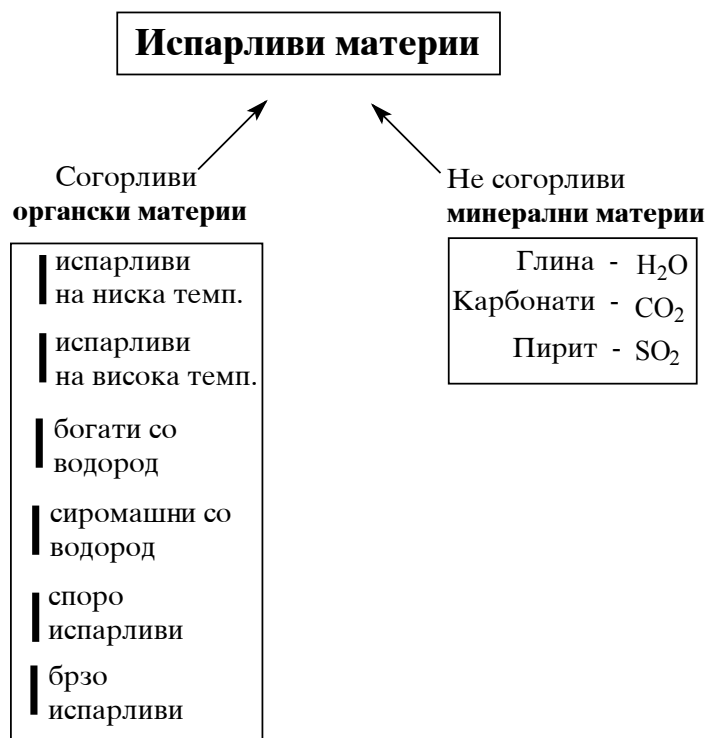 Испарливи материи
Согорливи
органски материи
испарливи
на ниска темп.
испарливи
на висока темп.
богати со
водород
сиромашни со
водород
споро
испарливи
брзо
испарливи
Не согорливи
минерални материи
Глина - H₂O
Карбонати - CO₂
Пирит - SO₂